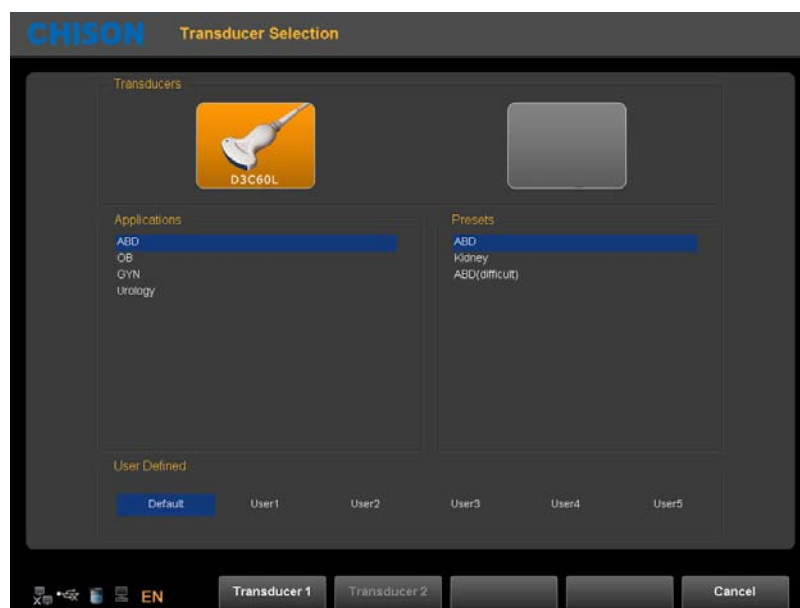 CHISON Transducer Selection
Transducers
D3C60L
Applications
ABD
OB
GYN
Urology
Presets
ABD
Kidney
ABD(difficult)
User Defined
Default User1 User2 User3 User4 User5
EN Transducer 1 Transducer 2 Cancel